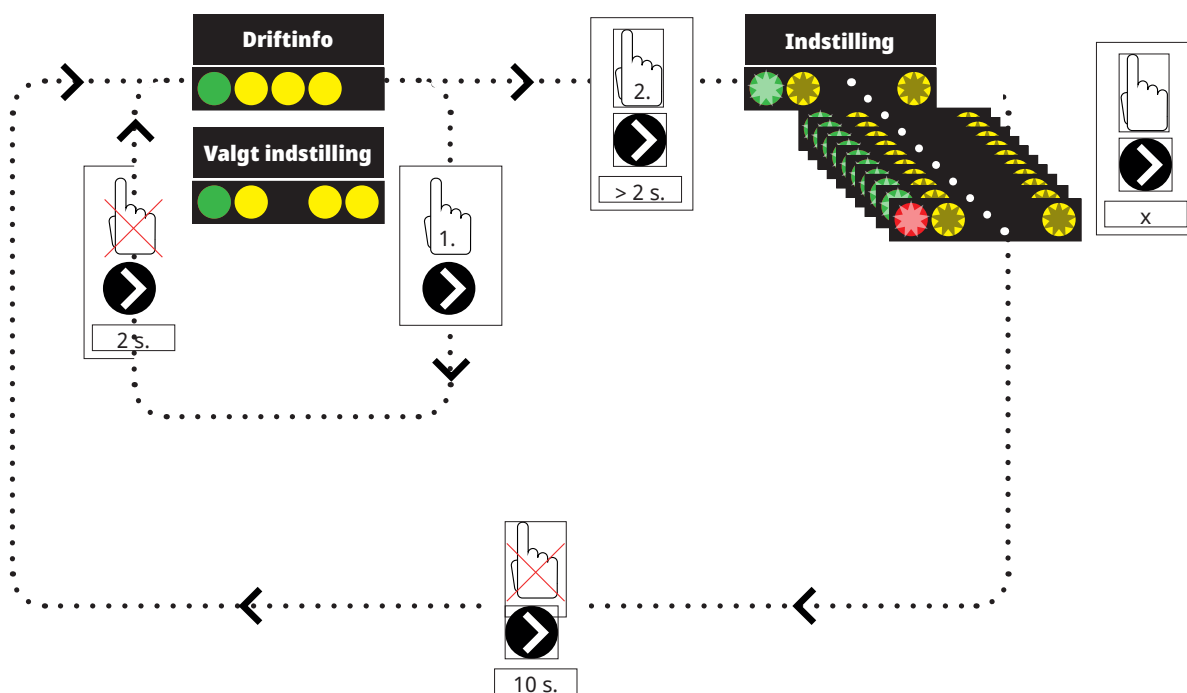 Driftinfo
Valgt indstilling
2 s.
1.
2.
> 2 s.
Indstilling
x
10 s.